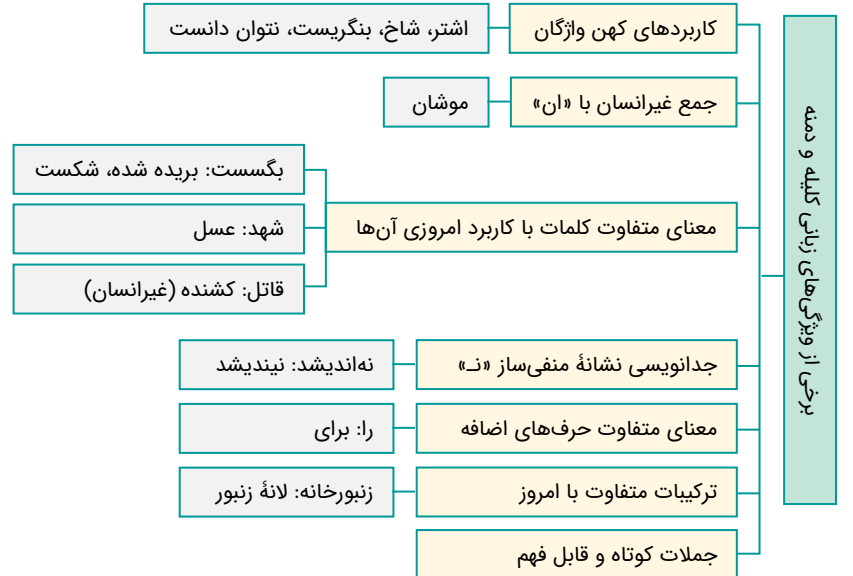 برخی از ویژگی‌های زبانی کلیله و دمنه
کاربردهای کهن واژگان
اشتر، شاخ، بنگریست، نتوان دانست
جمع غیرانسان با «ان»
موشان
معنای متفاوت کلمات با کاربرد امروزی آن‌ها
بگسست: بریده شده، شکست
شهد: عسل
قاتل: کشنده (غیرانسان)
جدانویسی نشانهٔ منفی‌ساز «نـ»
نه‌اندیشد: نیندیشد
معنای متفاوت حرف‌های اضافه
را: برای
ترکیبات متفاوت با امروز
زنبورخانه: لانهٔ زنبور
جملات کوتاه و قابل فهم